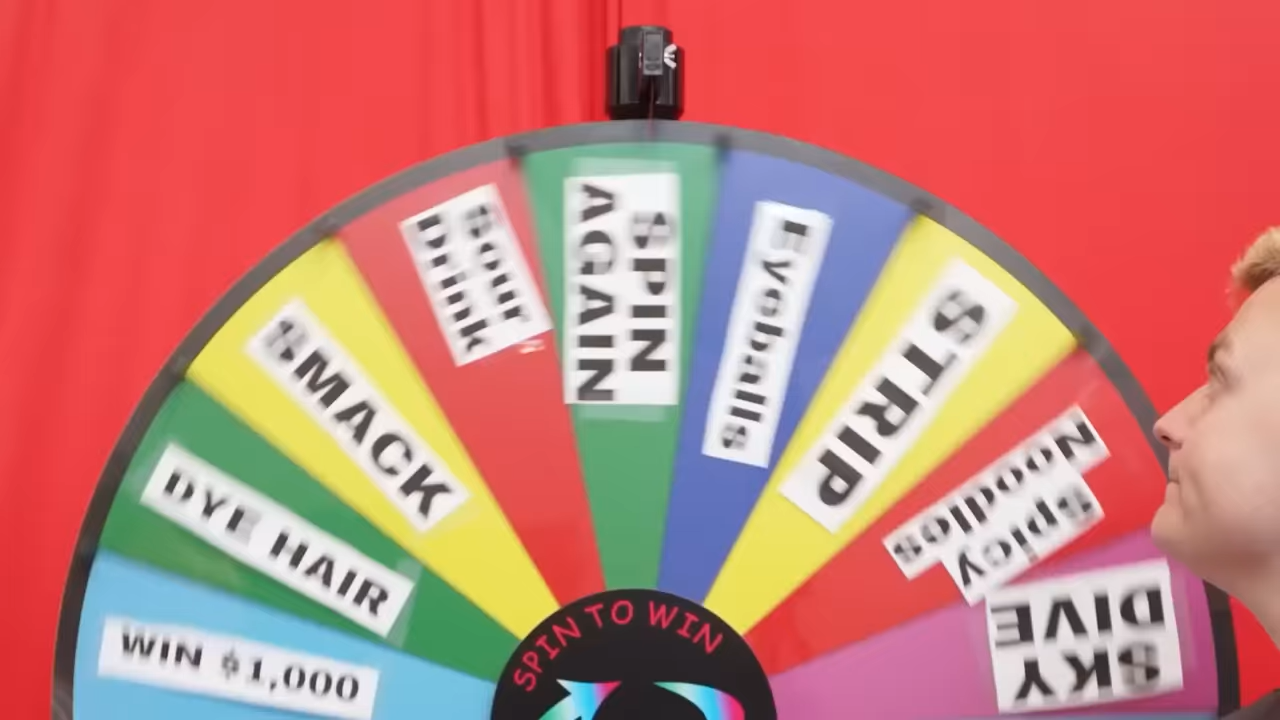 WIN $1,000
DYE HAIR
SMACK
Sour
Drink
SPIN
AGAIN
Eyeballs
STRIP
Spicy
Noodles
SKY
DIVE
SPIN TO WIN